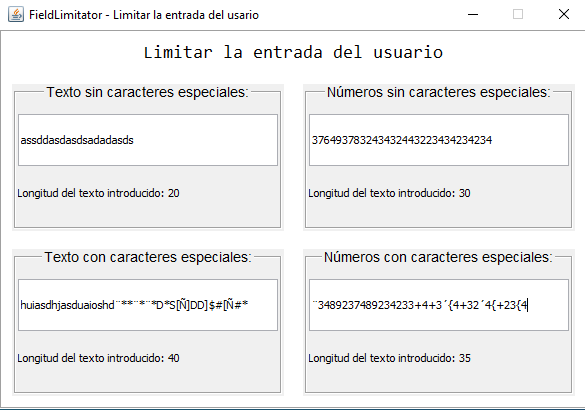 FieldLimitator - Limitar la entrada del usario
Limitar la entrada del usuario
Texto sin caracteres especiales:
assddasdasdsadadasds
Longitud del texto introducido: 20
Números sin caracteres especiales:
376493783243432443223434234234
Longitud del texto introducido: 30
Texto con caracteres especiales:
huiasdhjasduaioshd¨**¨*¨*D*S[Ñ]DD]$#[Ñ#*
Longitud del texto introducido: 40
Números con caracteres especiales:
¨3489237489234233+4+3´{4+32´4{+23{4
Longitud del texto introducido: 35